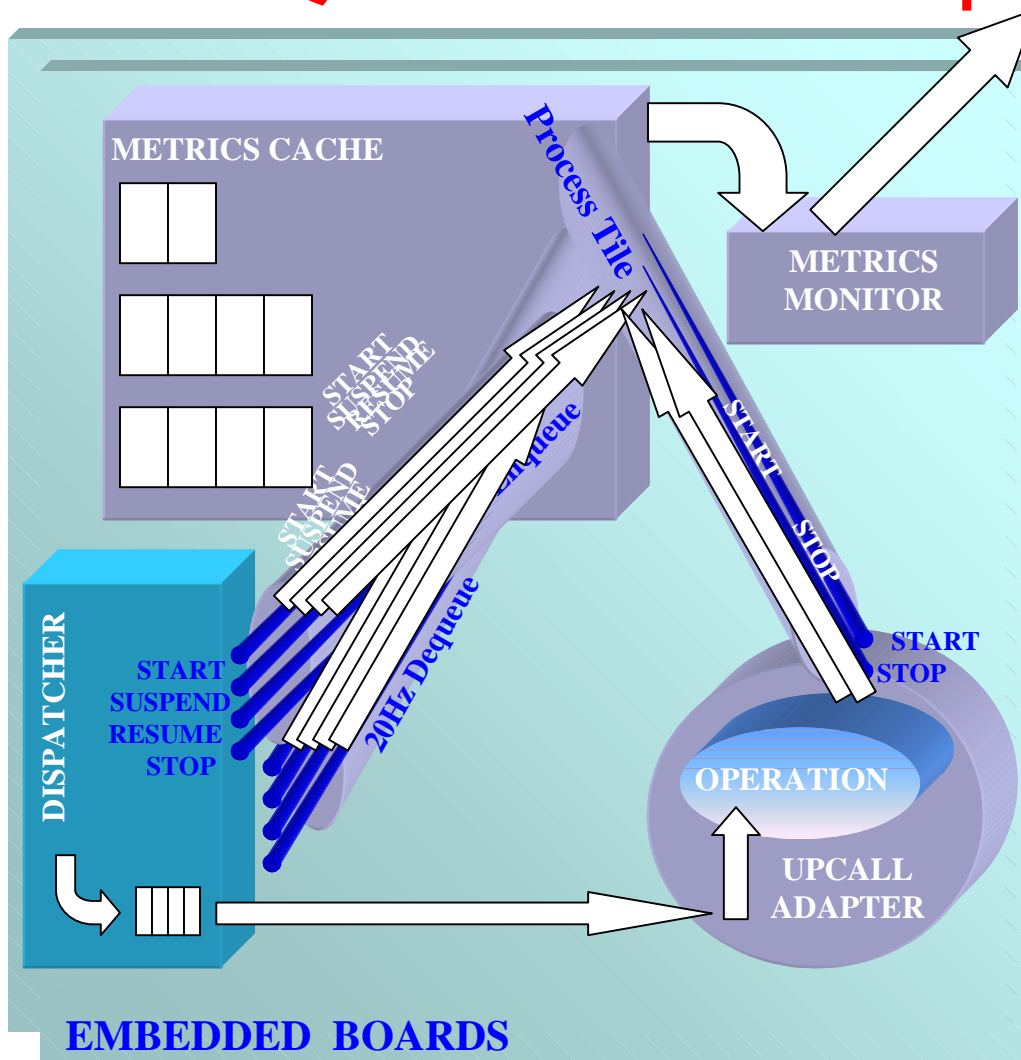 METRICS CACHE
Process Tile
METRICS
MONITOR
START
SUSPEND
RESUME
STOP
START
SUSPEND
Enqueue
20Hz Dequeue
START
STOP
START
STOP
DISPATCHER
START
SUSPEND
RESUME
STOP
OPERATION
UPCALL
ADAPTER
EMBEDDED BOARDS